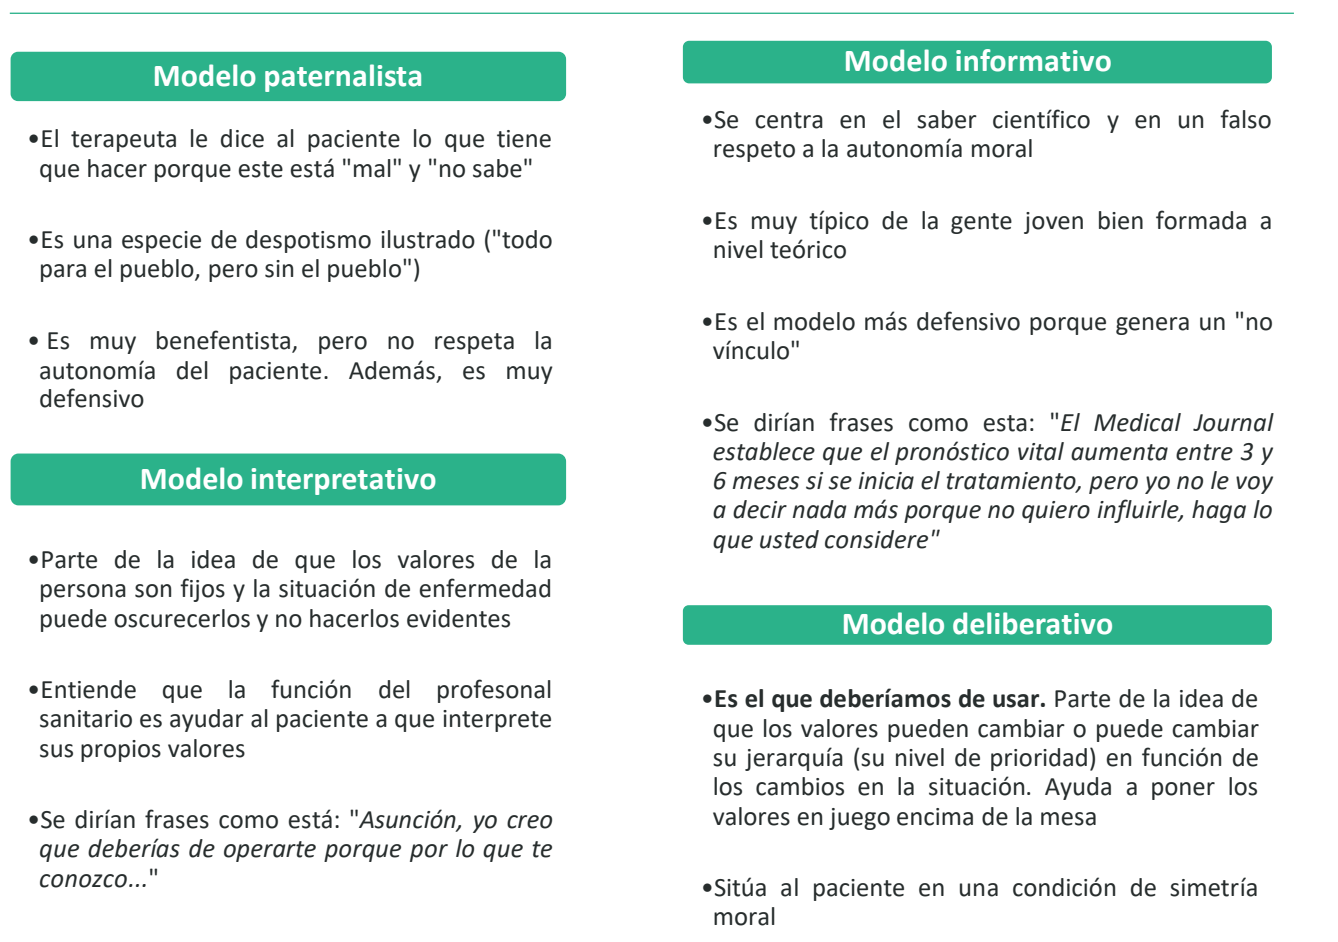 Modelo paternalista
•El terapeuta le dice al paciente lo que tiene
que hacer porque este está "mal" y "no sabe"
•Es una especie de despotismo ilustrado ("todo
para el pueblo, pero sin el pueblo")
• Es muy benefentista, pero no respeta la
autonomía del paciente. Además, es muy
defensivo
Modelo interpretativo
•Parte de la idea de que los valores de la
persona son fijos y la situación de enfermedad
puede oscurecerlos y no hacerlos evidentes
•Entiende que la función del profesonal
sanitario es ayudar al paciente a que interprete
sus propios valores
•Se dirían frases como está: "Asunción, yo creo
que deberías de operarte porque por lo que te
conozco..."
Modelo informativo
•Se centra en el saber científico y en un falso
respeto a la autonomía moral
•Es muy típico de la gente joven bien formada a
nivel teórico
•Es el modelo más defensivo porque genera un "no
vínculo"
•Se dirían frases como esta: "El Medical Journal
establece que el pronóstico vital aumenta entre 3 y
6 meses si se inicia el tratamiento, pero yo no le voy
a decir nada más porque no quiero influirle, haga lo
que usted considere"
Modelo deliberativo
•Es el que deberíamos de usar. Parte de la idea de
que los valores pueden cambiar o puede cambiar
su jerarquía (su nivel de prioridad) en función de
los cambios en la situación. Ayuda a poner los
valores en juego encima de la mesa
•Sitúa al paciente en una condición de simetría
moral